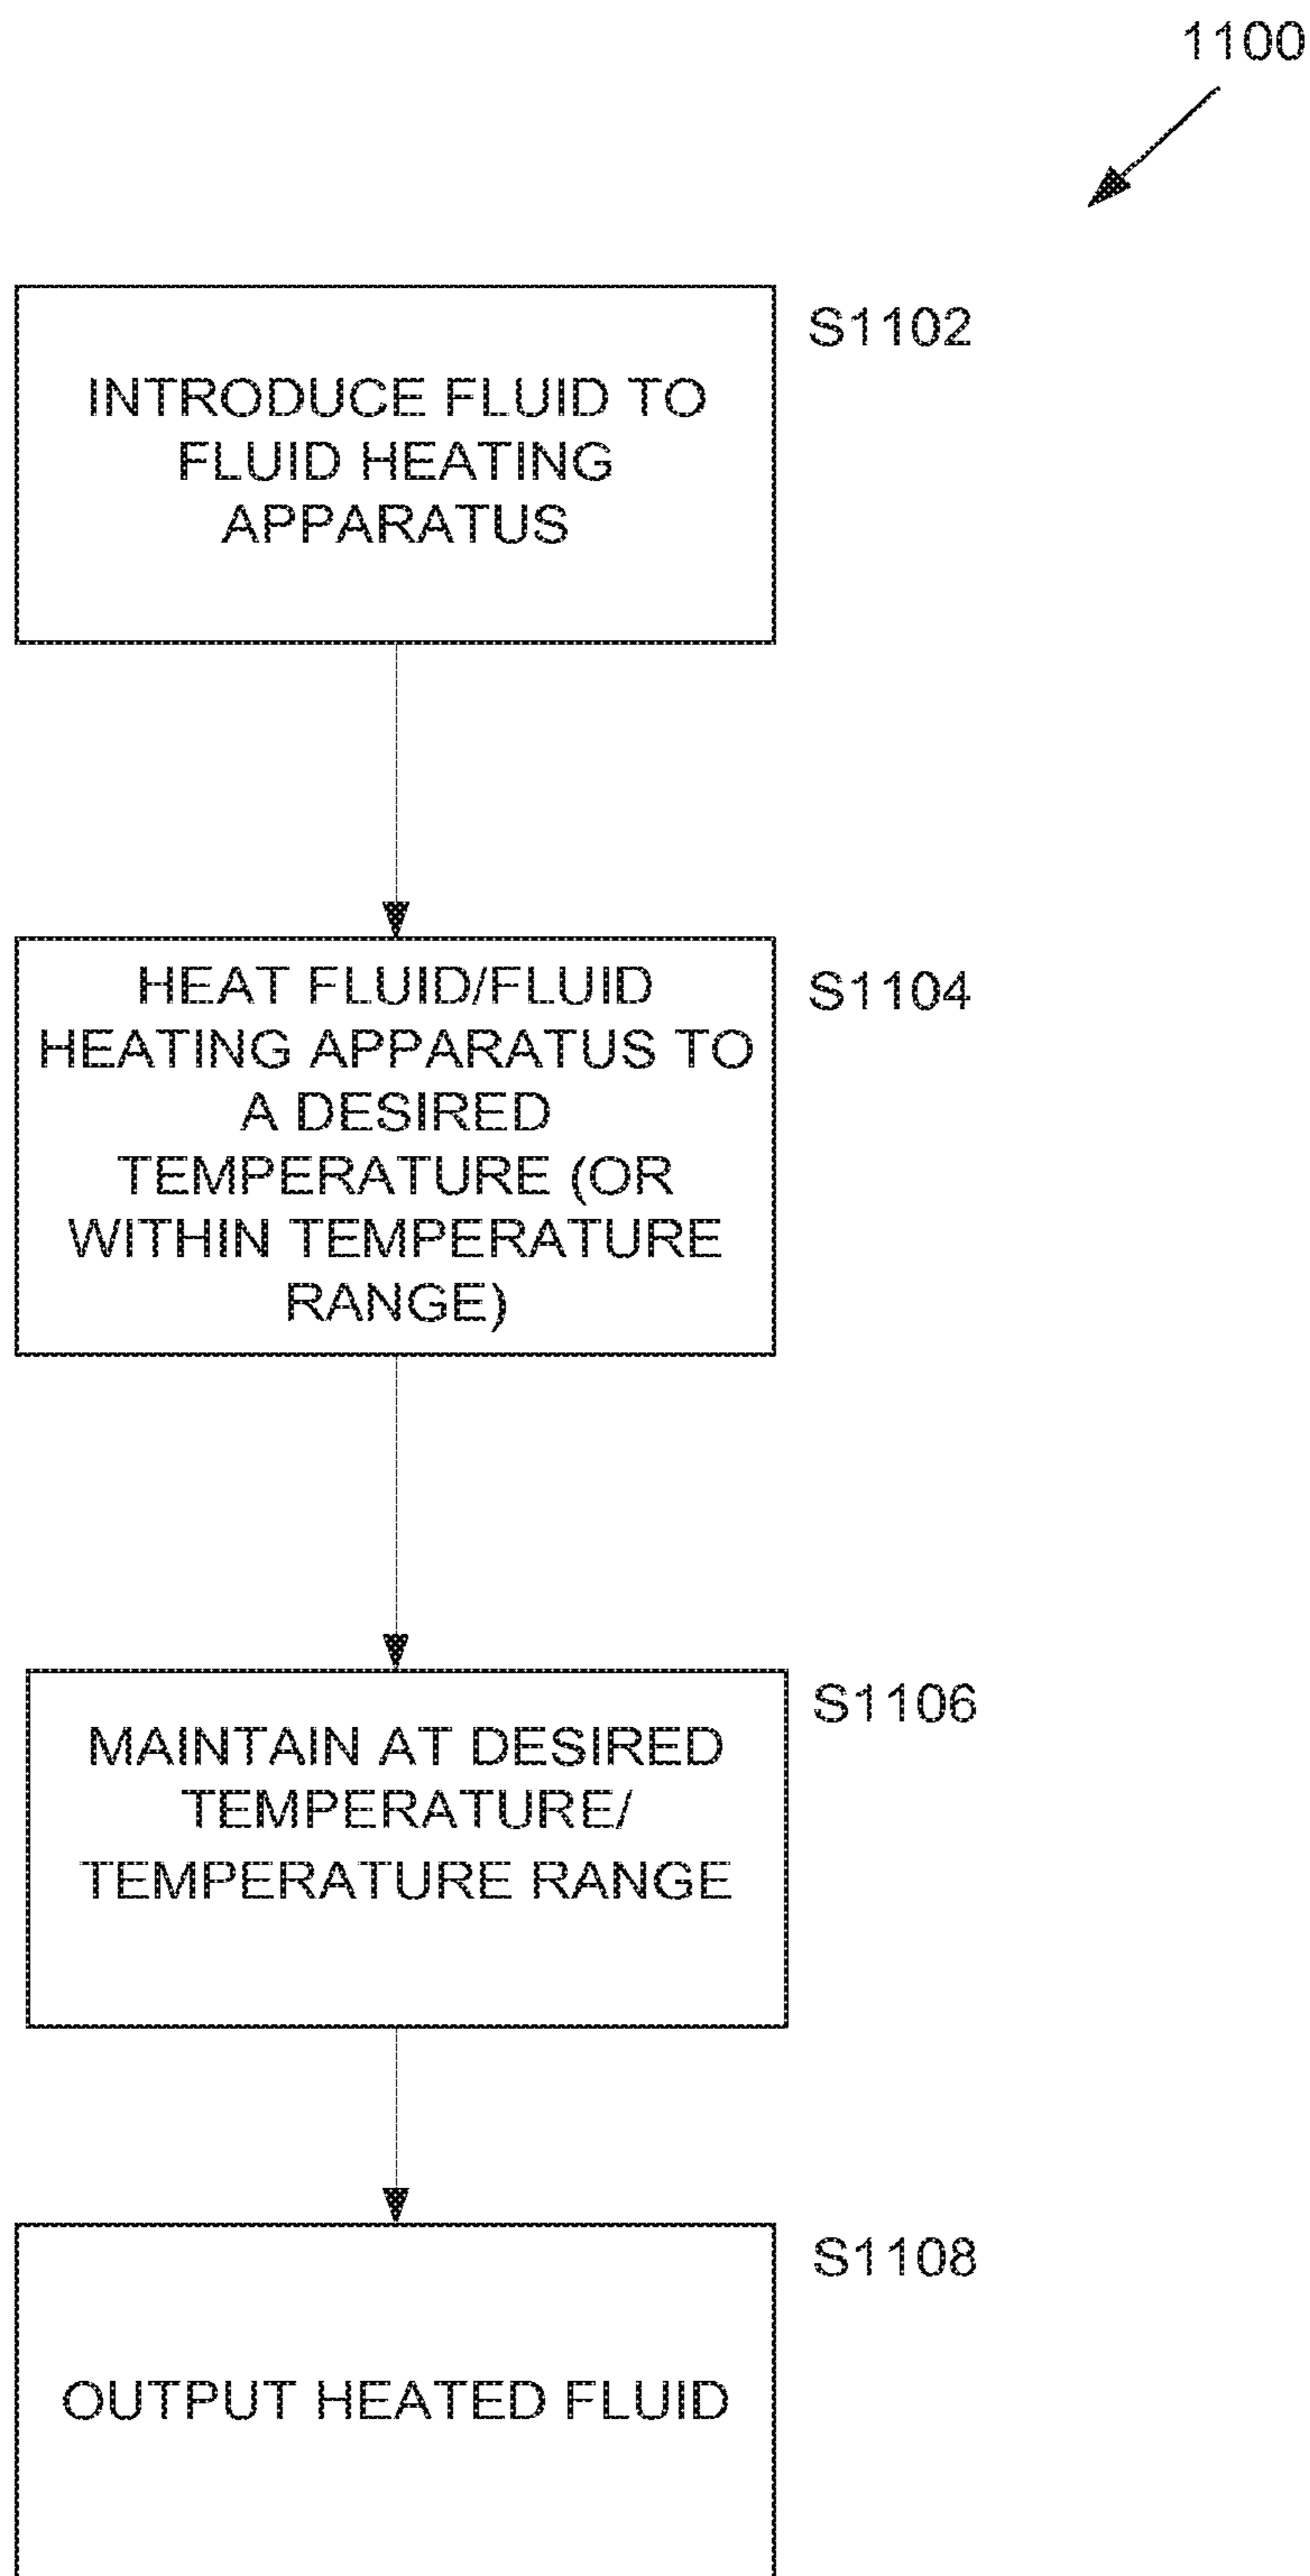 1100
S1102
INTRODUCE FLUID TO
FLUID HEATING
APPARATUS
S1104
HEAT FLUID/FLUID
HEATING APPARATUS TO
A DESIRED
TEMPERATURE (OR
WITHIN TEMPERATURE
RANGE)
S1106
MAINTAIN AT DESIRED
TEMPERATURE/
TEMPERATURE RANGE
S1108
OUTPUT HEATED FLUID